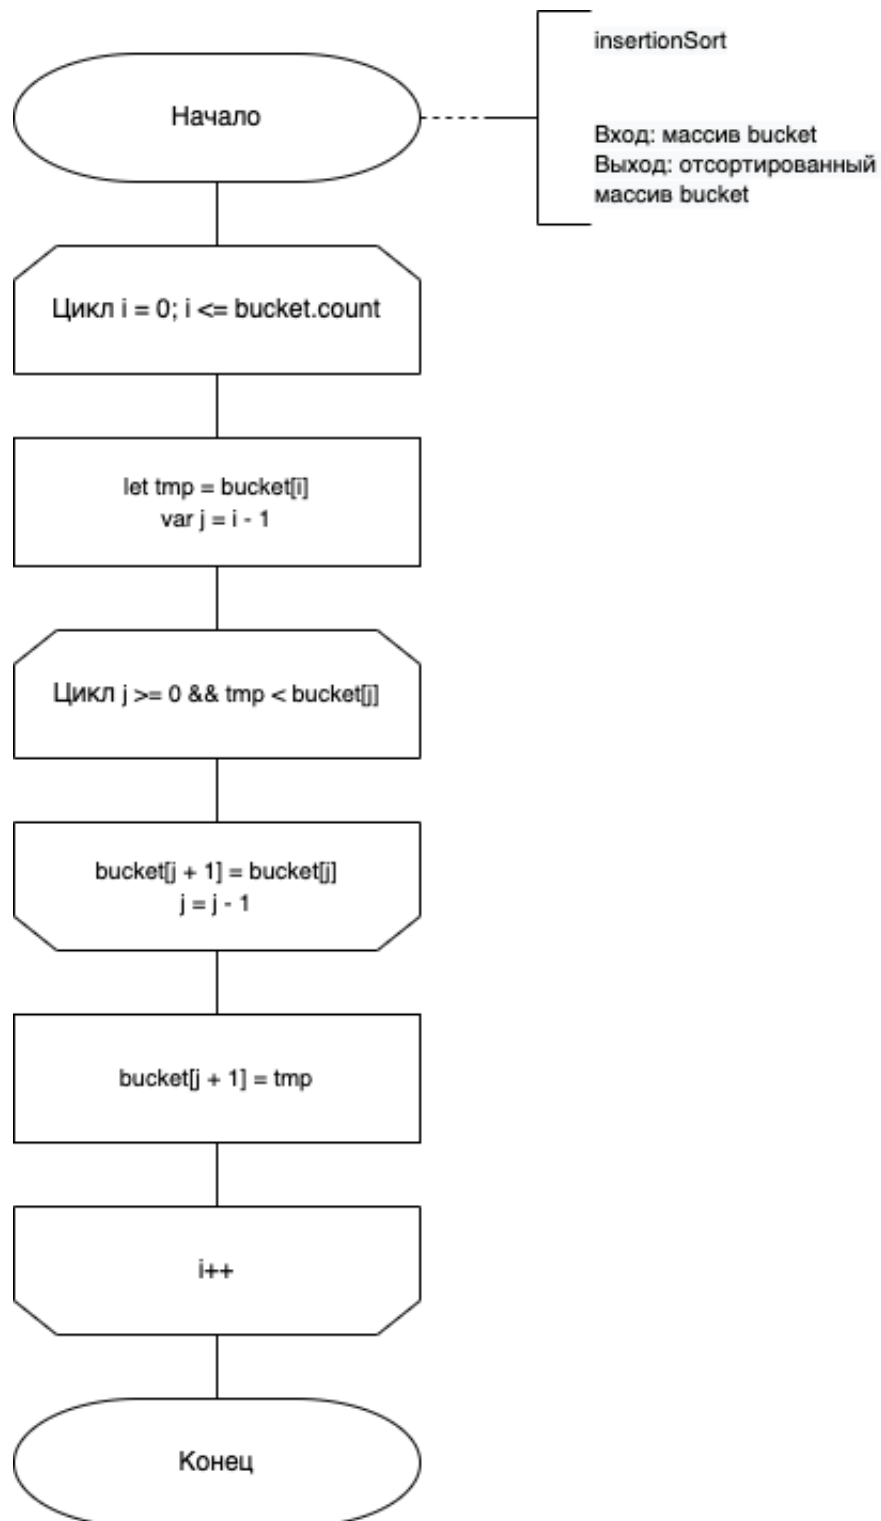 insertionSort
Начало
Вход: массив bucket
Выход: отсортированный
массив bucket
Цикл i = 0; i <= bucket.count
let tmp = bucket[i]
var j = i - 1
Цикл j >= 0 && tmp < bucket[j]
bucket[j + 1] = bucket[j]
j = j - 1
bucket[j + 1] = tmp
i++
Конец